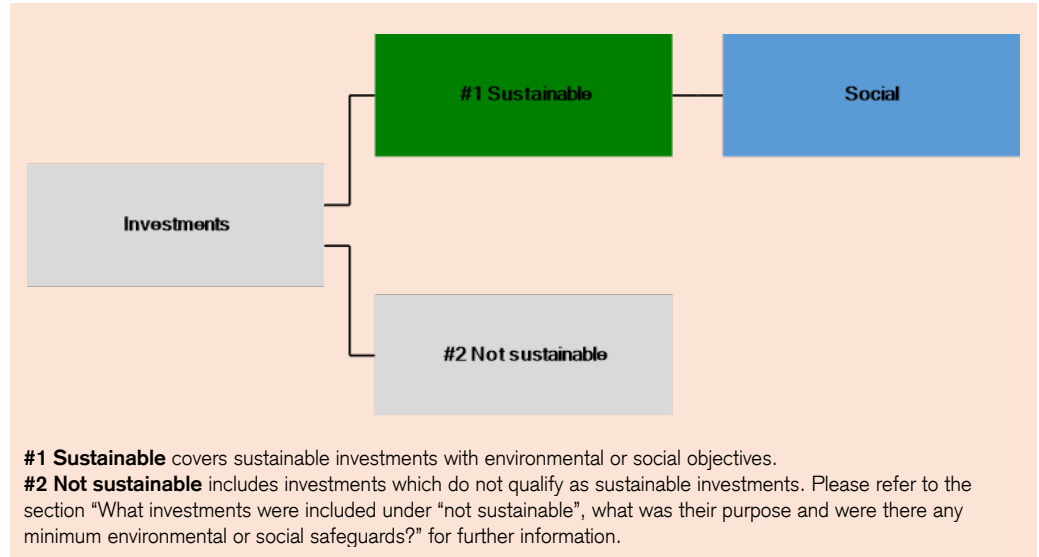 #1 Sustainable
Social
Investments
#2 Not sustainable
#1 Sustainable covers sustainable investments with environmental or social objectives.
#2 Not sustainable includes investments which do not qualify as sustainable investments. Please refer to the
section “What investments were included under “not sustainable”, what was their purpose and were there any
minimum environmental or social safeguards?” for further information.